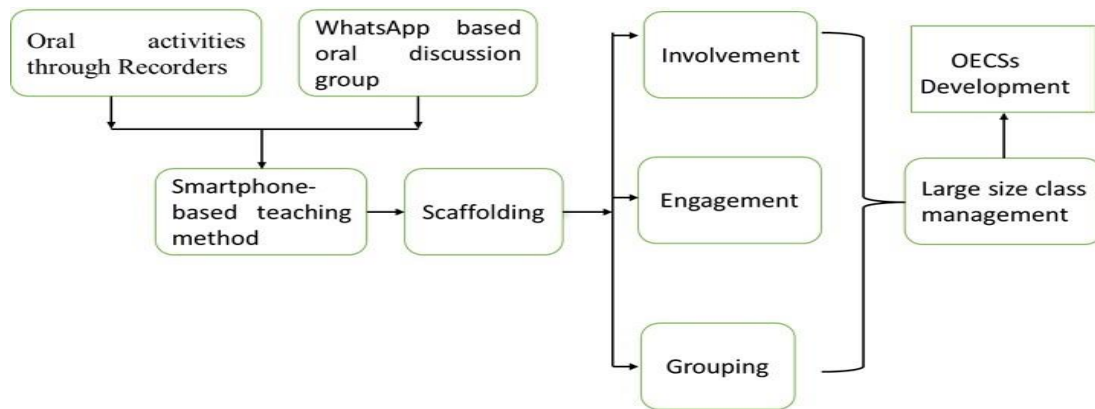 Oral activities
through Recorders
WhatsApp based
oral discussion
group
Involvement
OECSs
Development
Smartphone-
based teaching
method
Scaffolding
Engagement
Large size class
management
Grouping